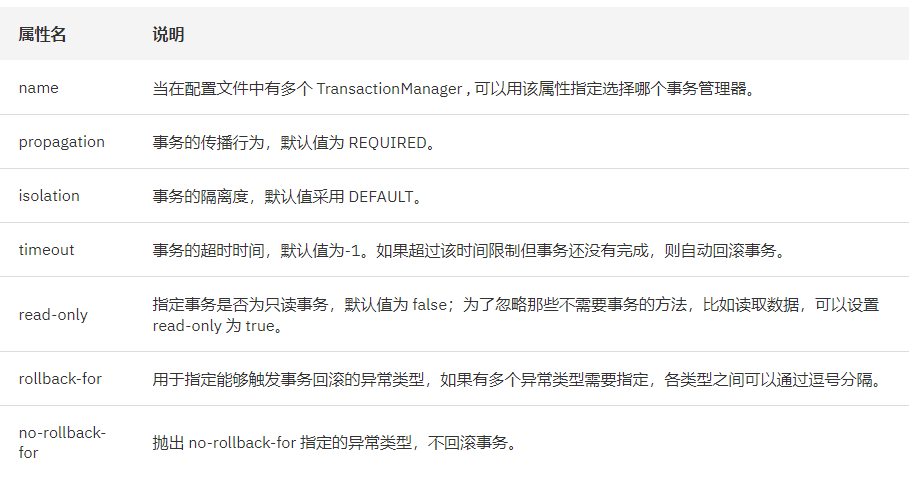 属性名 说明
name 当在配置文件中有多个 TransactionManager , 可以用该属性指定选择哪个事务管理器。
propagation 事务的传播行为，默认值为 REQUIRED。
isolation 事务的隔离度，默认值采用 DEFAULT。
timeout 事务的超时时间，默认值为-1。如果超过该时间限制但事务还没有完成，则自动回滚事务。
read-only 指定事务是否为只读事务，默认值为 false；为了忽略那些不需要事务的方法，比如读取数据，可以设置
read-only 为 true。
rollback-for 用于指定能够触发事务回滚的异常类型，如果有多个异常类型需要指定，各类型之间可以通过逗号分隔。
no-rollback-
for
抛出 no-rollback-for 指定的异常类型，不回滚事务。